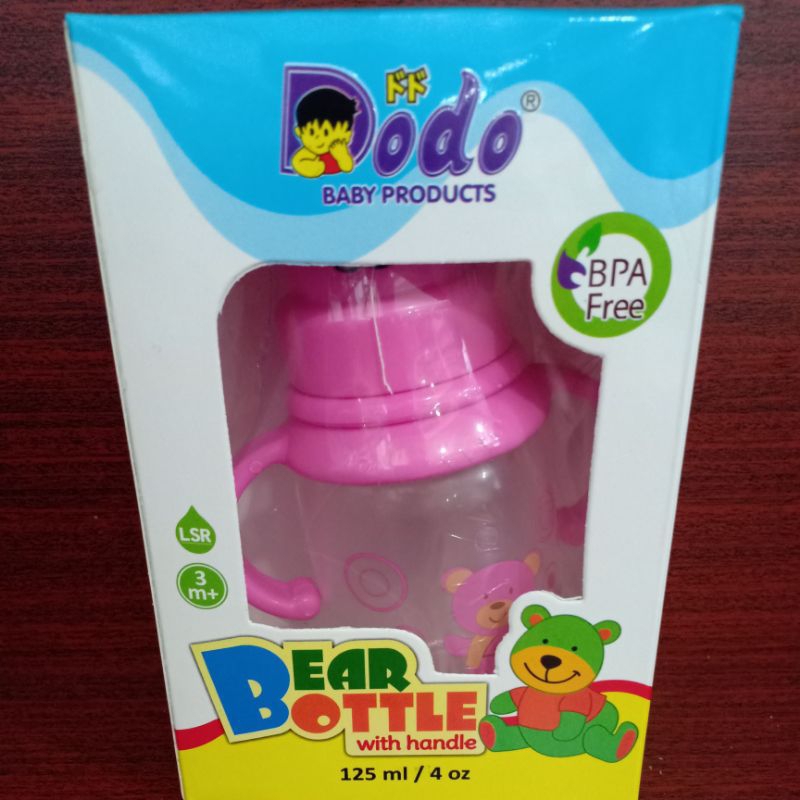 ドド
Dodo®
BABY PRODUCTS
BPA
Free
LSR
3
m+
BEAR
BOTTLE
with handle
125 ml / 4 oz